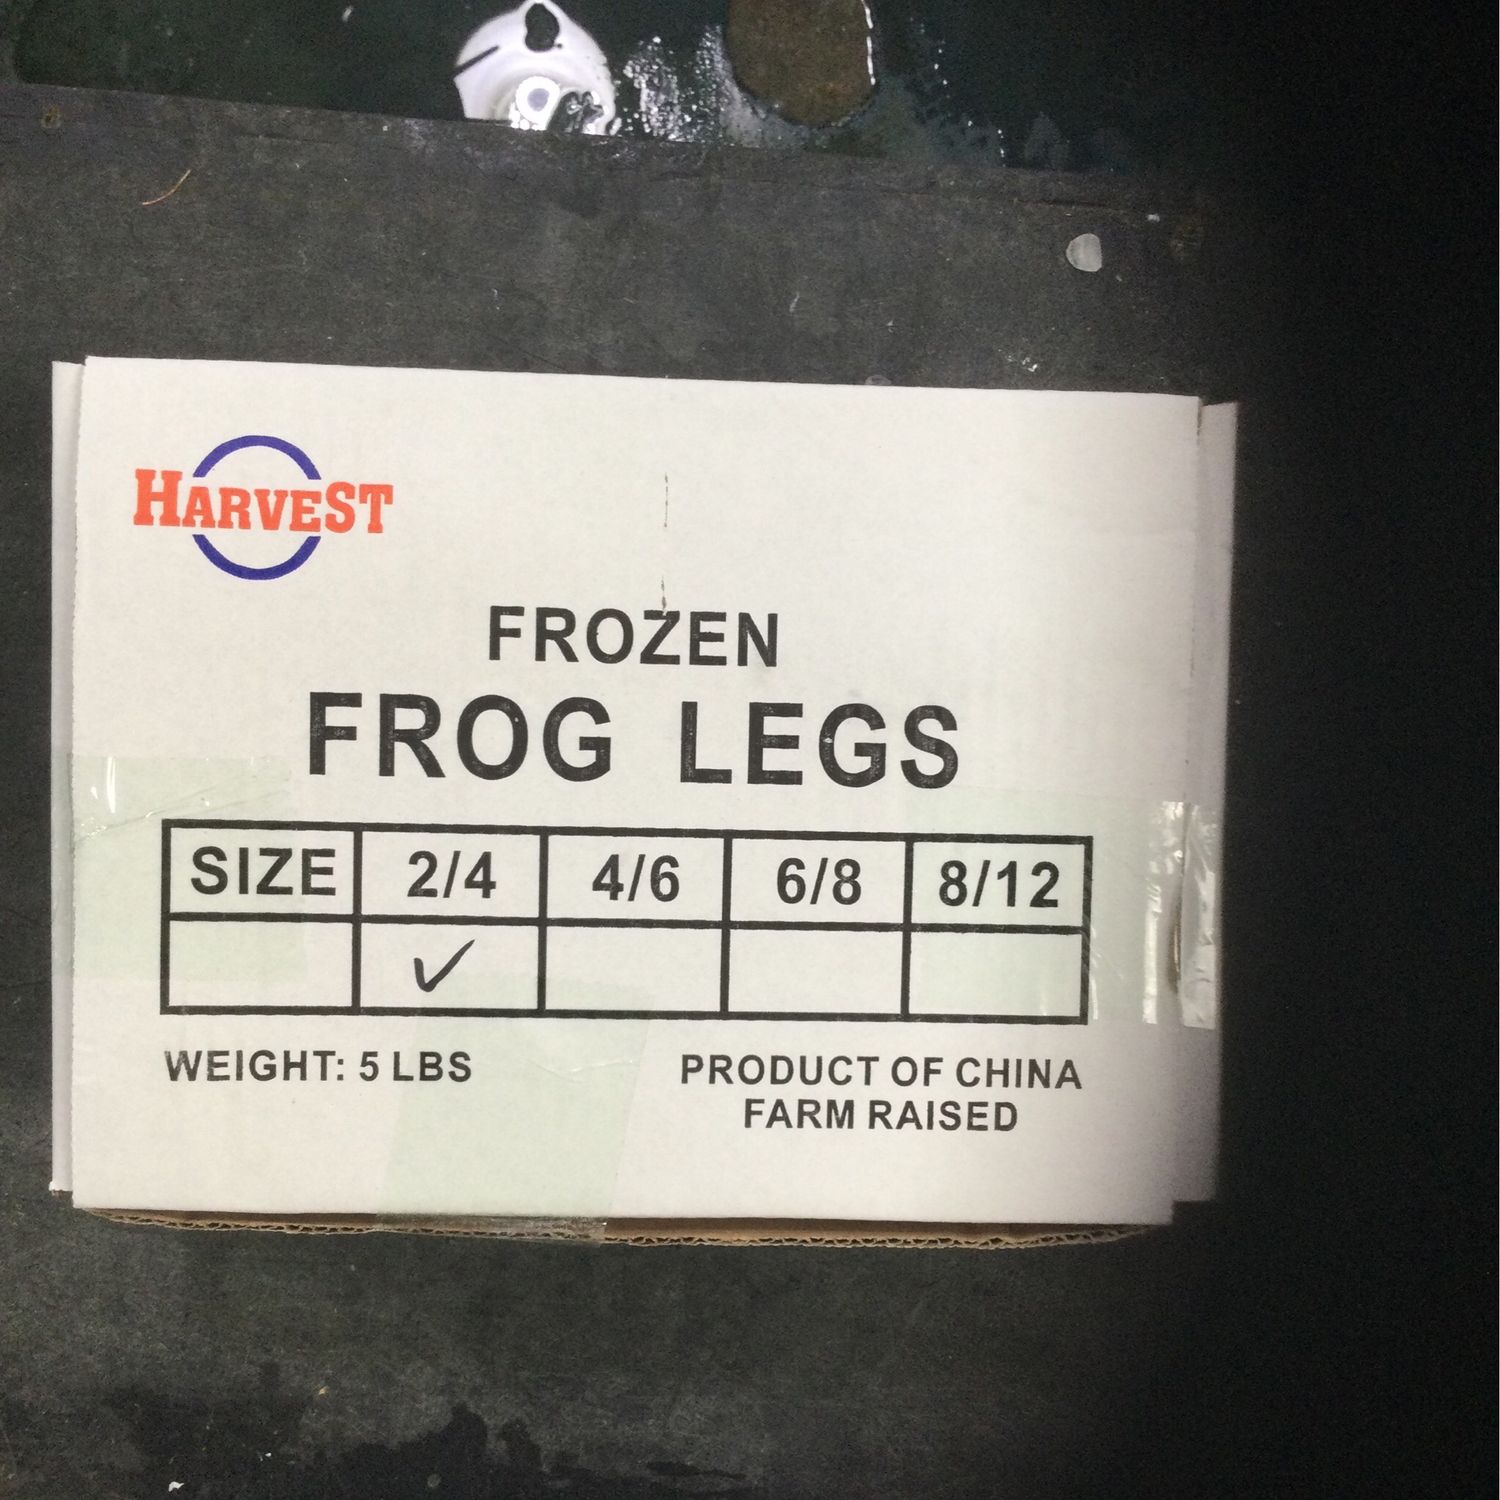 HARVEST
FROZEN
FROG LEGS
SIZE 2/4 4/6 6/8 8/12
✓
WEIGHT: 5 LBS
PRODUCT OF CHINA
FARM RAISED